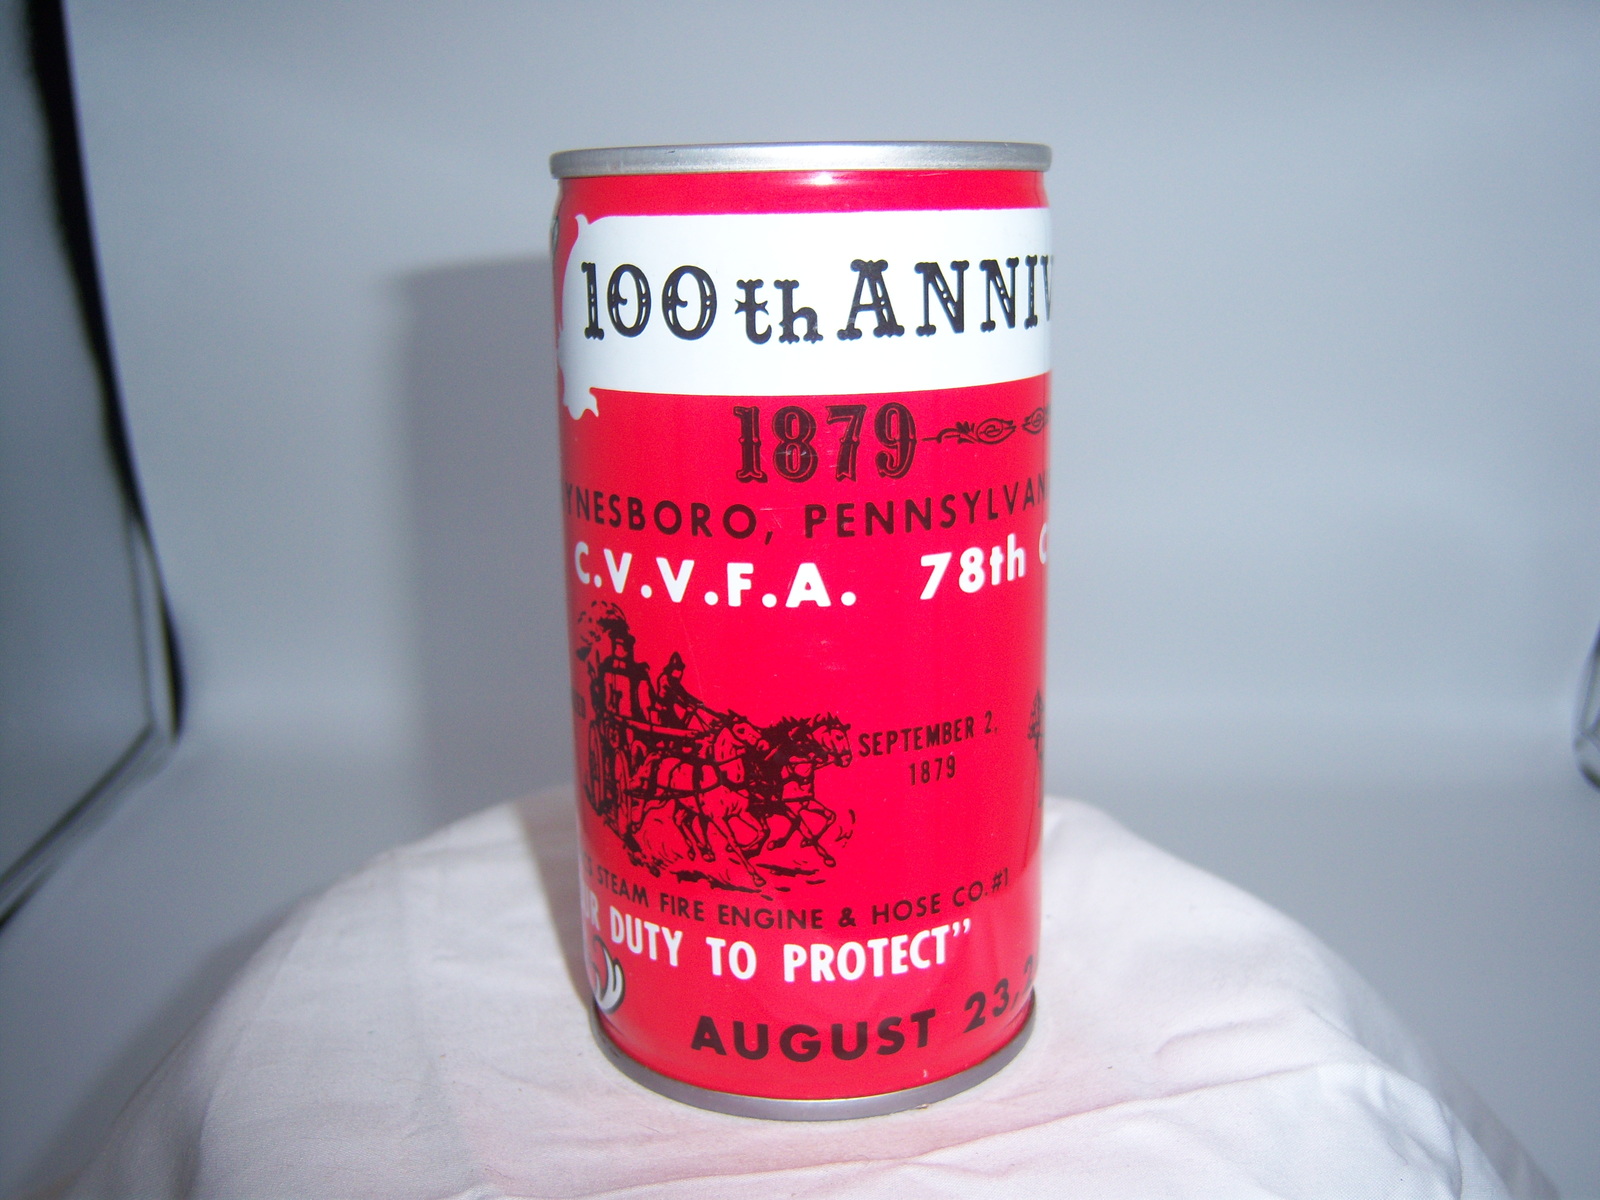 100th ANNIV
1879
YNESBORO, PENNSYLVAN
C.V.V.F.A. 78th C
SEPTEMBER 2,
1879
STEAM FIRE ENGINE & HOSE CO. #1
DUTY TO PROTECT”
AUGUST 23, 2